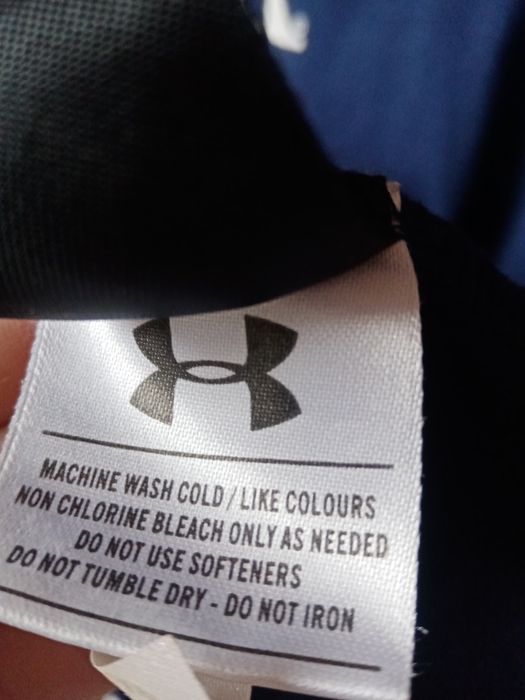 MACHINE WASH COLD / LIKE COLOURS
NON CHLORINE BLEACH ONLY AS NEEDED
DO NOT USE SOFTENERS
DO NOT TUMBLE DRY - DO NOT IRON